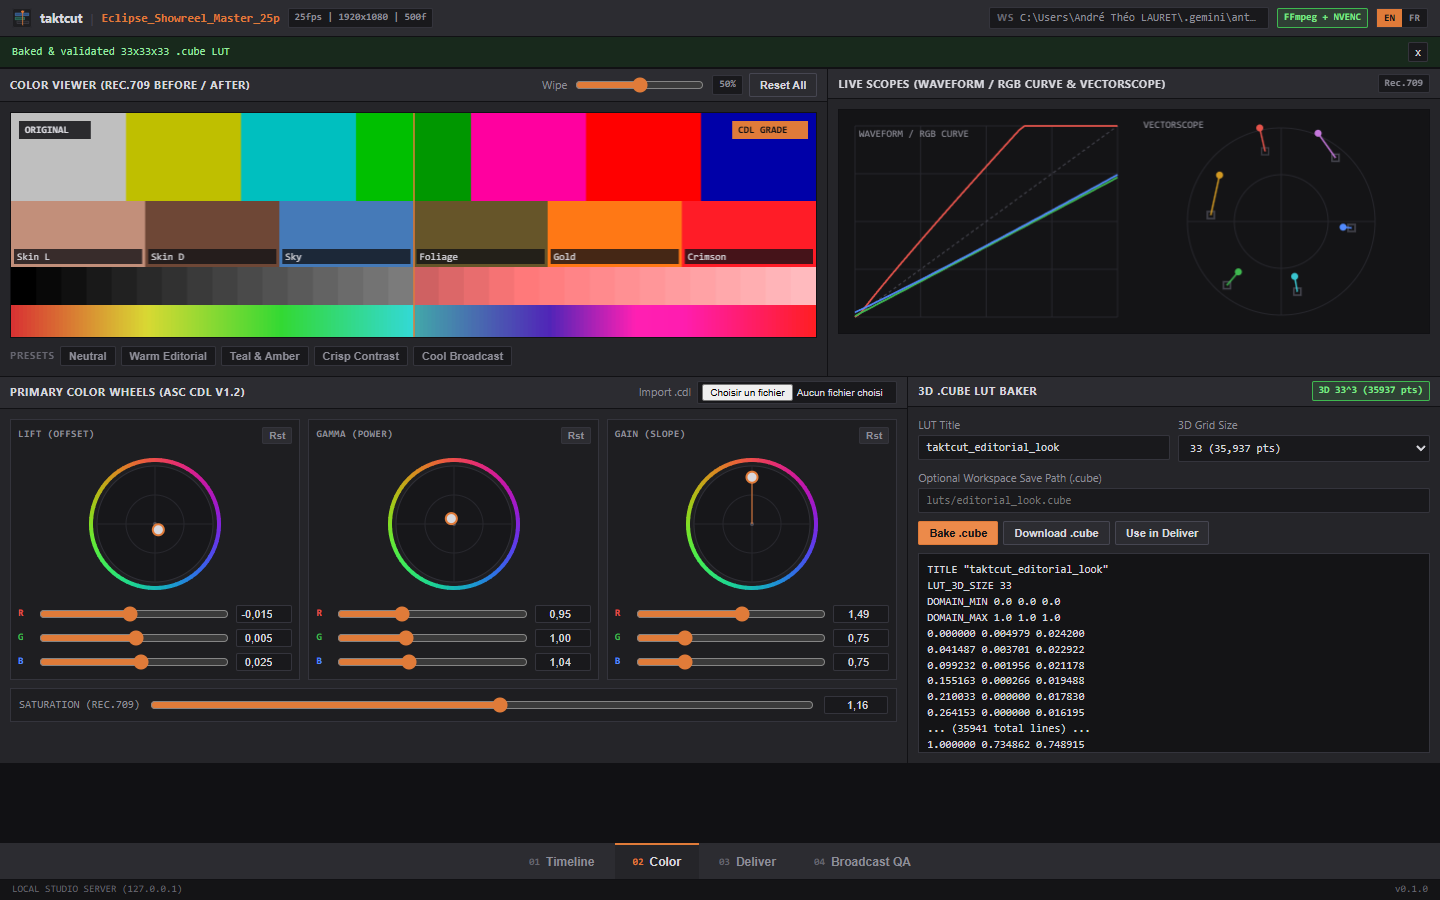 taktcut
Eclipse_Showreel_Master_25p
25fps | 1920x1080 | 500f
WS C:\Users\André Théo LAURET\.gemini\ant…
FFmpeg + NVENC
EN FR
Baked & validated 33x33x33 .cube LUT
x
COLOR VIEWER (REC.709 BEFORE / AFTER)
Wipe
50%
Reset All
ORIGINAL
CDL GRADE
Skin L
Skin D
Sky
Foliage
Gold
Crimson
PRESETS Neutral Warm Editorial Teal & Amber Crisp Contrast Cool Broadcast
LIVE SCOPES (WAVEFORM / RGB CURVE & VECTORSCOPE)
Rec.709
WAVEFORM / RGB CURVE
VECTORSCOPE
PRIMARY COLOR WHEELS (ASC CDL V1.2)
Import .cdl
Choisir un fichier Aucun fichier choisi
LIFT (OFFSET)
Rst
R -0,015
G 0,005
B 0,025
GAMMA (POWER)
Rst
R 0,95
G 1,00
B 1,04
GAIN (SLOPE)
Rst
R 1,49
G 0,75
B 0,75
SATURATION (REC.709) 1,16
3D .CUBE LUT BAKER
3D 33^3 (35937 pts)
LUT Title
taktcut_editorial_look
3D Grid Size
33 (35,937 pts)
Optional Workspace Save Path (.cube)
luts/editorial_look.cube
Bake .cube Download .cube Use in Deliver
TITLE "taktcut_editorial_look"
LUT_3D_SIZE 33
DOMAIN_MIN 0.0 0.0 0.0
DOMAIN_MAX 1.0 1.0 1.0
0.000000 0.004979 0.024200
0.041487 0.003701 0.022922
0.099232 0.001956 0.021178
0.155163 0.000266 0.019488
0.210033 0.000000 0.017830
0.264153 0.000000 0.016195
... (35941 total lines) ...
1.000000 0.734862 0.748915
01 Timeline
02 Color
03 Deliver
04 Broadcast QA
LOCAL STUDIO SERVER (127.0.0.1)
v0.1.0